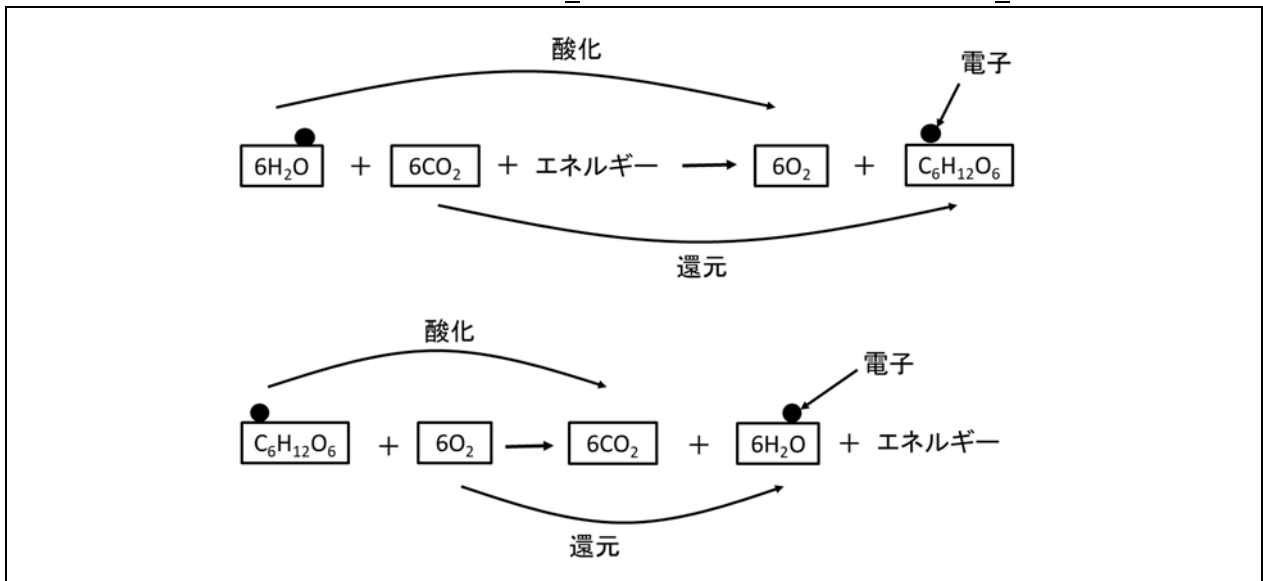 酸化
電子
6H₂O + 6CO₂ + エネルギー → 6O₂ + C₆H₁₂O₆
還元
酸化
電子
C₆H₁₂O₆ + 6O₂ → 6CO₂ + 6H₂O + エネルギー
還元